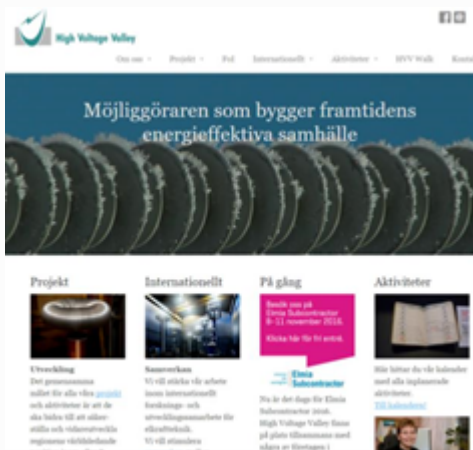 High Voltage Valley
Om oss Projekt FoI Internationellt Aktiviteter HVV Walk Konta
Möjliggöraren som bygger framtidens
energieffektiva samhälle
Projekt
Utveckling
Det gemensamma
målet för alla våra projekt
och aktiviteter är att de
ska bidra till att säker-
ställa och vidareutveckla
regionens världsledande
Internationellt
Samverkan
Vi vill stärka vår arbete
inom internationellt
forsknings- och
utvecklingsamarbete för
elkraftteknik.
Vi vill stimulera
På gång
Besök oss på
Elmia Subcontractor
8-11 november 2016.
Klicka här för fri entré.
Elmia
Subcontractor
Nu är det dags för Elmia
Subcontractor 2016.
High Voltage Valley finns
på plats tillsammans med
några av företagen i
Aktiviteter
Här hittar du vår kalender
med alla inplanerade
aktiviteter.
Till kalendern!